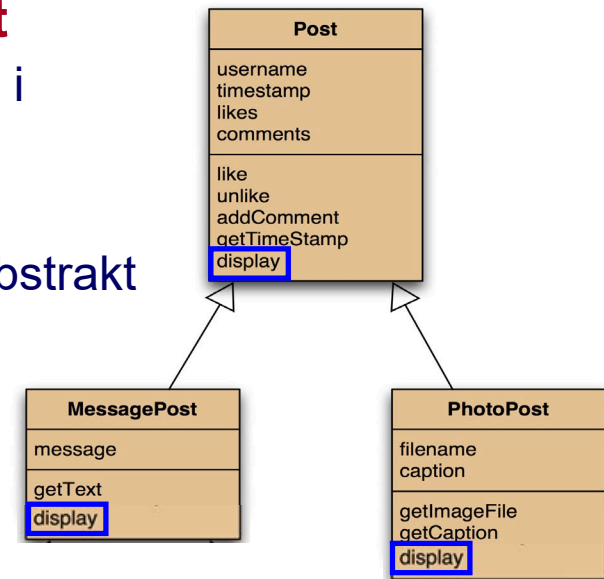 i
Post
username
timestamp
likes
comments
like
unlike
addComment
getTimeStamp
display
MessagePost
message
getText
display
PhotoPost
filename
caption
getImageFile
getCaption
display